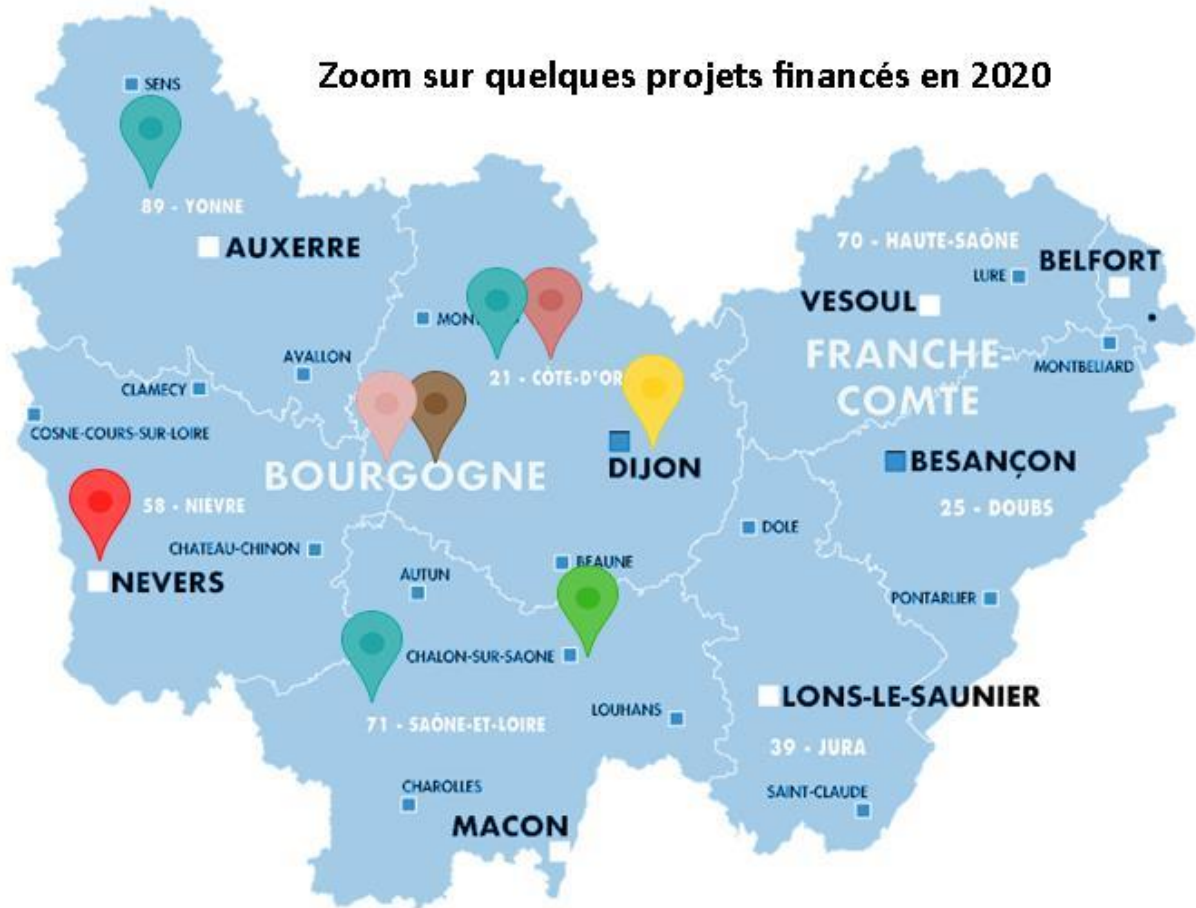 Zoom sur quelques projets financés en 2020
SENS
89 - YONNE
AUXERRE
70 - HAUTE-SAÔNE
BELFORT
LURE
VESOUL
MONTBELIARD
FRANCHE-
COMTE
AVALLON
21 - CÔTE-D'OR
CLAMECY
COSNE-COURS-SUR-LOIRE
BOURGOGNE
DIJON
BESANÇON
58 - NIÈVRE
25 - DOUBS
DOLE
CHATEAU-CHINON
BEAUNE
NEVERS
AUTUN
PONTARLIER
CHALON-SUR-SAONE
LONS-LE-SAUNIER
LOUHANS
71 - SAÔNE-ET-LOIRE
39 - JURA
CHAROLLES
SAINT-CLAUDE
MACON